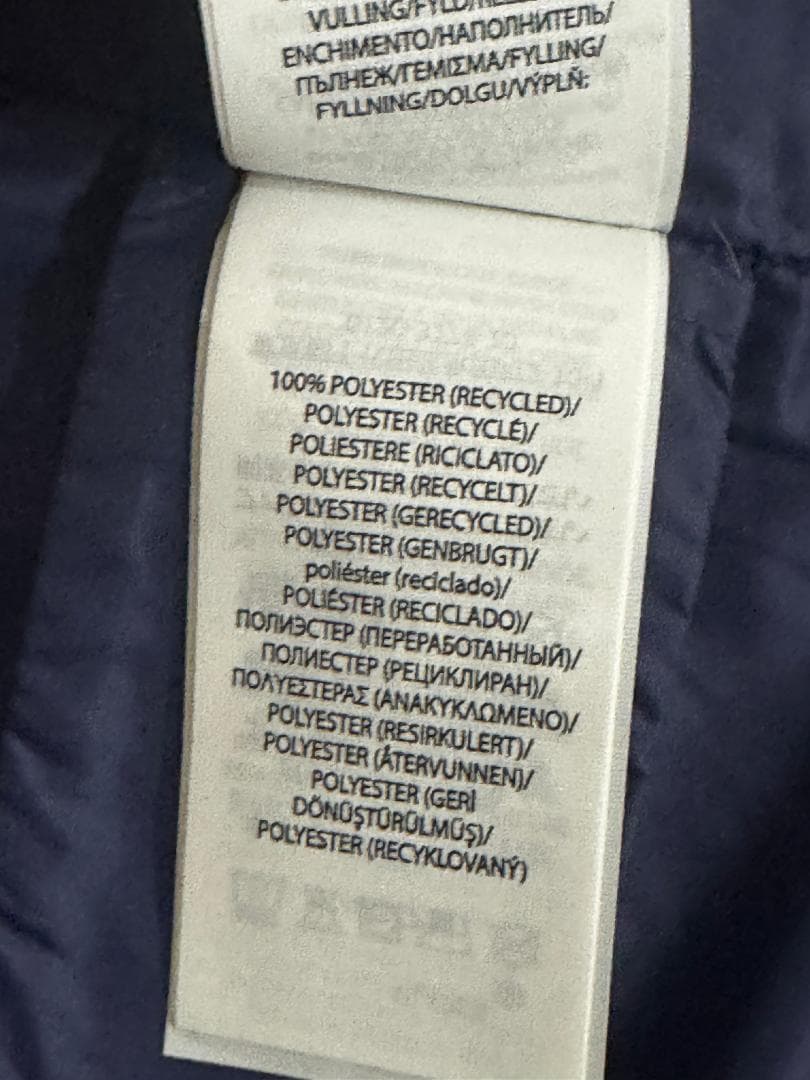 VULLING/FYLD/
ENCHIMENTO/НАПОЛНИТЕЛЬ/
ПЪЛНЕЖ/ΓΕΜΙΣΜΑ/FYLLING/
FYLLNING/DOLGU/VÝPLŇ:
100% POLYESTER (RECYCLED)/
POLYESTER (RECYCLÉ)/
POLIESTERE (RICICLATO)/
POLYESTER (RECYCELT)/
POLYESTER (GERECYCLED)/
POLYESTER (GENBRUGT)/
poliéster (reciclado)/
POLIÉSTER (RECICLADO)/
ПОЛИЭСТЕР (ПЕРЕРАБОТАННЫЙ)/
ПОЛИЕСТЕР (РЕЦИКЛИРАН)/
ΠΟΛΥΕΣΤΕΡΑΣ (ΑΝΑΚΥΚΛΩΜΕΝΟ)/
POLYESTER (RESIRKULERT)/
POLYESTER (ÅTERVUNNEN)/
POLYESTER (GERİ
DÖNÜŞTÜRÜLMÜŞ)/
POLYESTER (RECYKLOVANÝ)